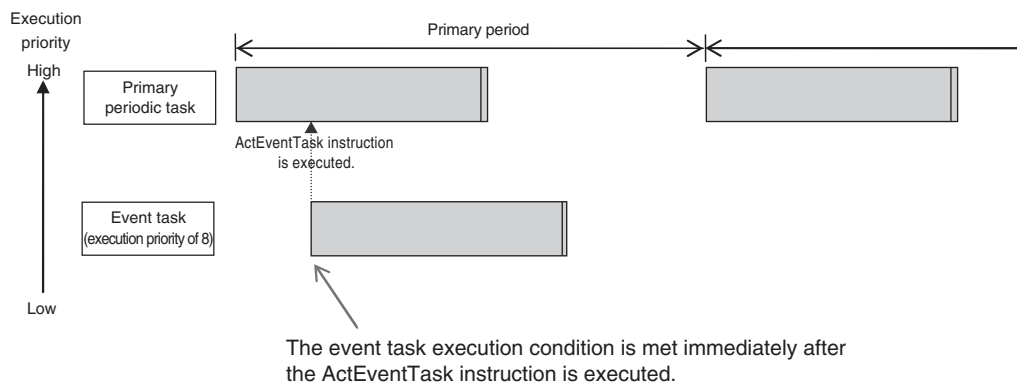 Execution
priority
High
Primary period
Primary
periodic task
ActEventTask instruction
is executed.
Event task
(execution priority of 8)
Low
The event task execution condition is met immediately after
the ActEventTask instruction is executed.